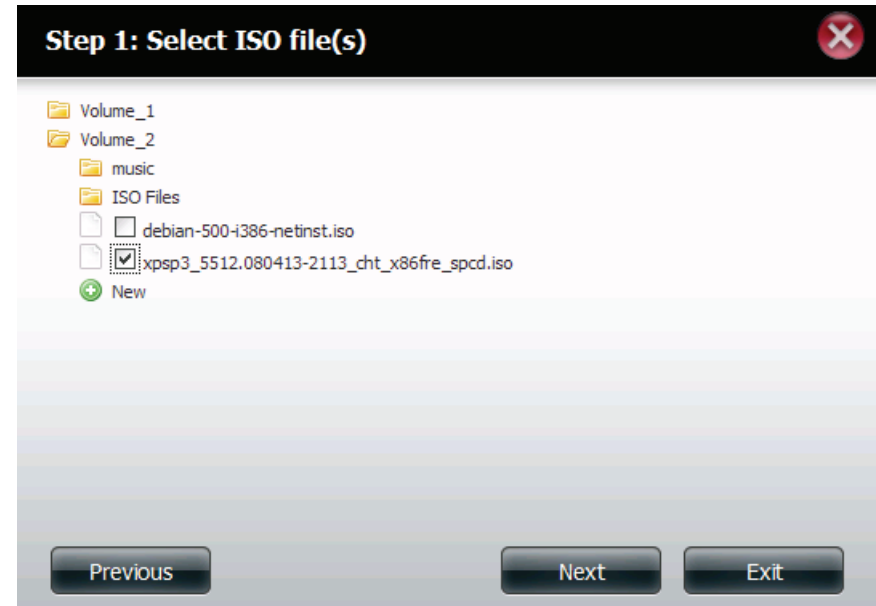 Step 1: Select ISO file(s)
Volume_1
Volume_2
music
ISO Files
debian-500-i386-netinst.iso
xpsp3_5512.080413-2113_cht_x86fre_spcd.iso
New
Previous
Next
Exit